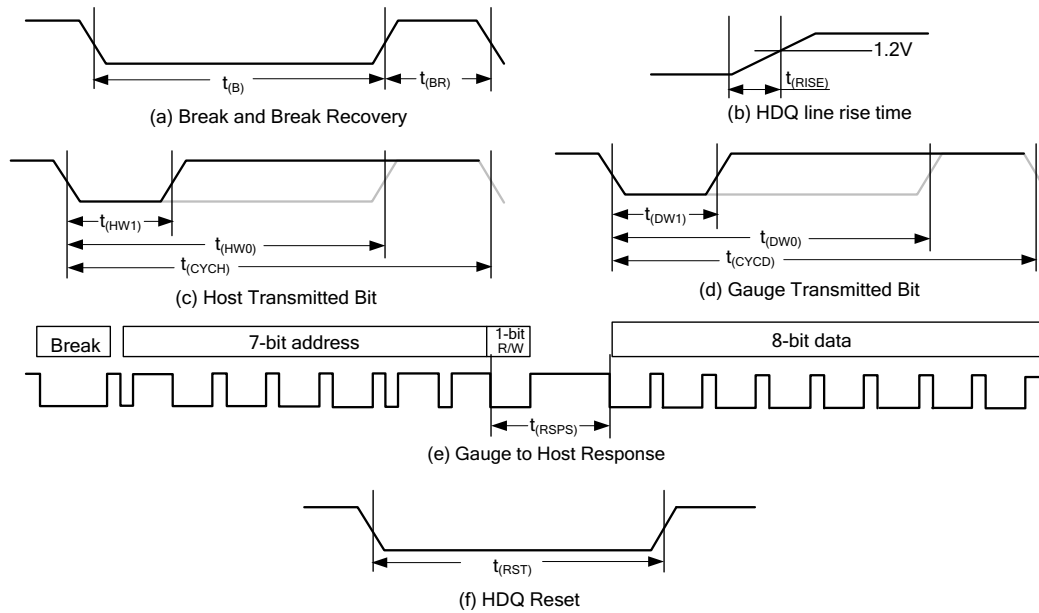 1.2V
t(B)
t(BR)
t(RISE)
(a) Break and Break Recovery
(b) HDQ line rise time
t(HW1)
t(HW0)
t(CYCH)
t(DW1)
t(DW0)
t(CYCD)
(c) Host Transmitted Bit
(d) Gauge Transmitted Bit
Break
7-bit address
1-bit
R/W
8-bit data
t(RSPS)
(e) Gauge to Host Response
t(RST)
(f) HDQ Reset